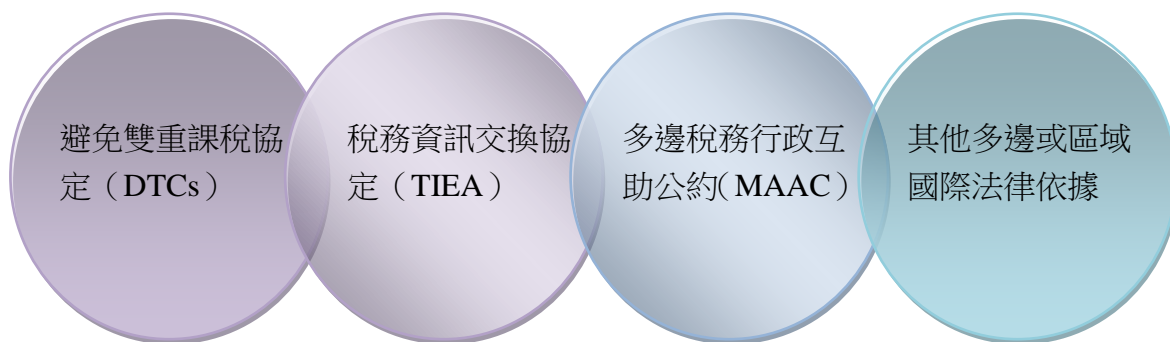 避免雙重課稅協
定（DTCs）
稅務資訊交換協
定（TIEA）
多邊稅務行政互
助公約（MAAC）
其他多邊或區域
國際法律依據